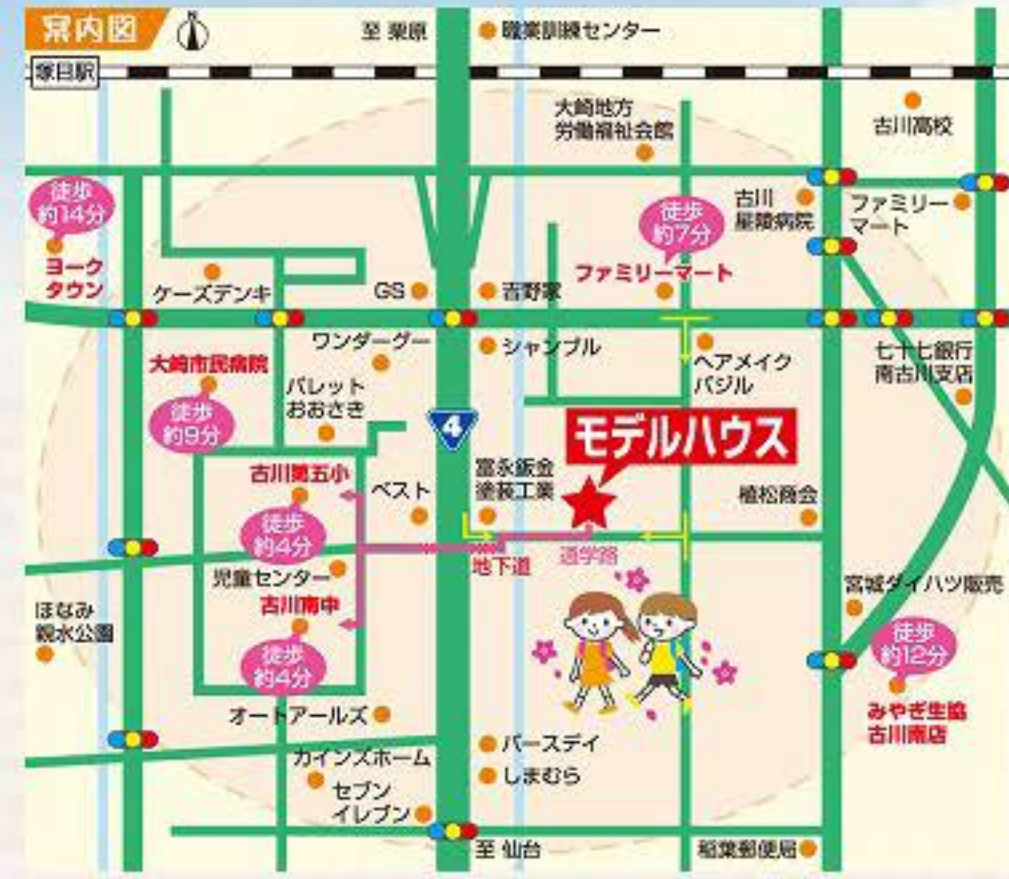 案内図
N
至 栗原
職業訓練センター
塚目駅
大崎地方
労働福祉会館
古川高校
徒歩
約14分
ヨーク
タウン
徒歩
約7分
古川
星陵病院
ファミリー
マート
ファミリーマート
ケーズデンキ
GS
吉野家
ワンダーグー
シャンブル
ヘアメイク
バジル
七十七銀行
南古川支店
大崎市民病院
徒歩
約9分
パレット
おおさき
4
モデルハウス
古川第五小
徒歩
約4分
ベスト
富永鈑金
塗装工業
植松商会
地下道
通学路
児童センター
古川南中
徒歩
約4分
ほなみ
親水公園
宮城ダイハツ販売
徒歩
約12分
みやぎ生協
古川南店
オートアールズ
カインズホーム
バースデイ
しまむら
セブン
イレブン
至 仙台
稲葉郵便局